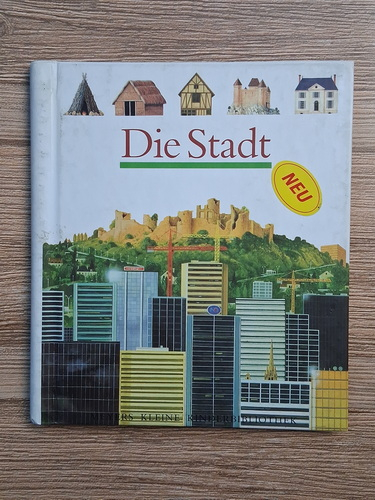 Die Stadt
NEU
KLEINE KINDERBIBLIOTHEK